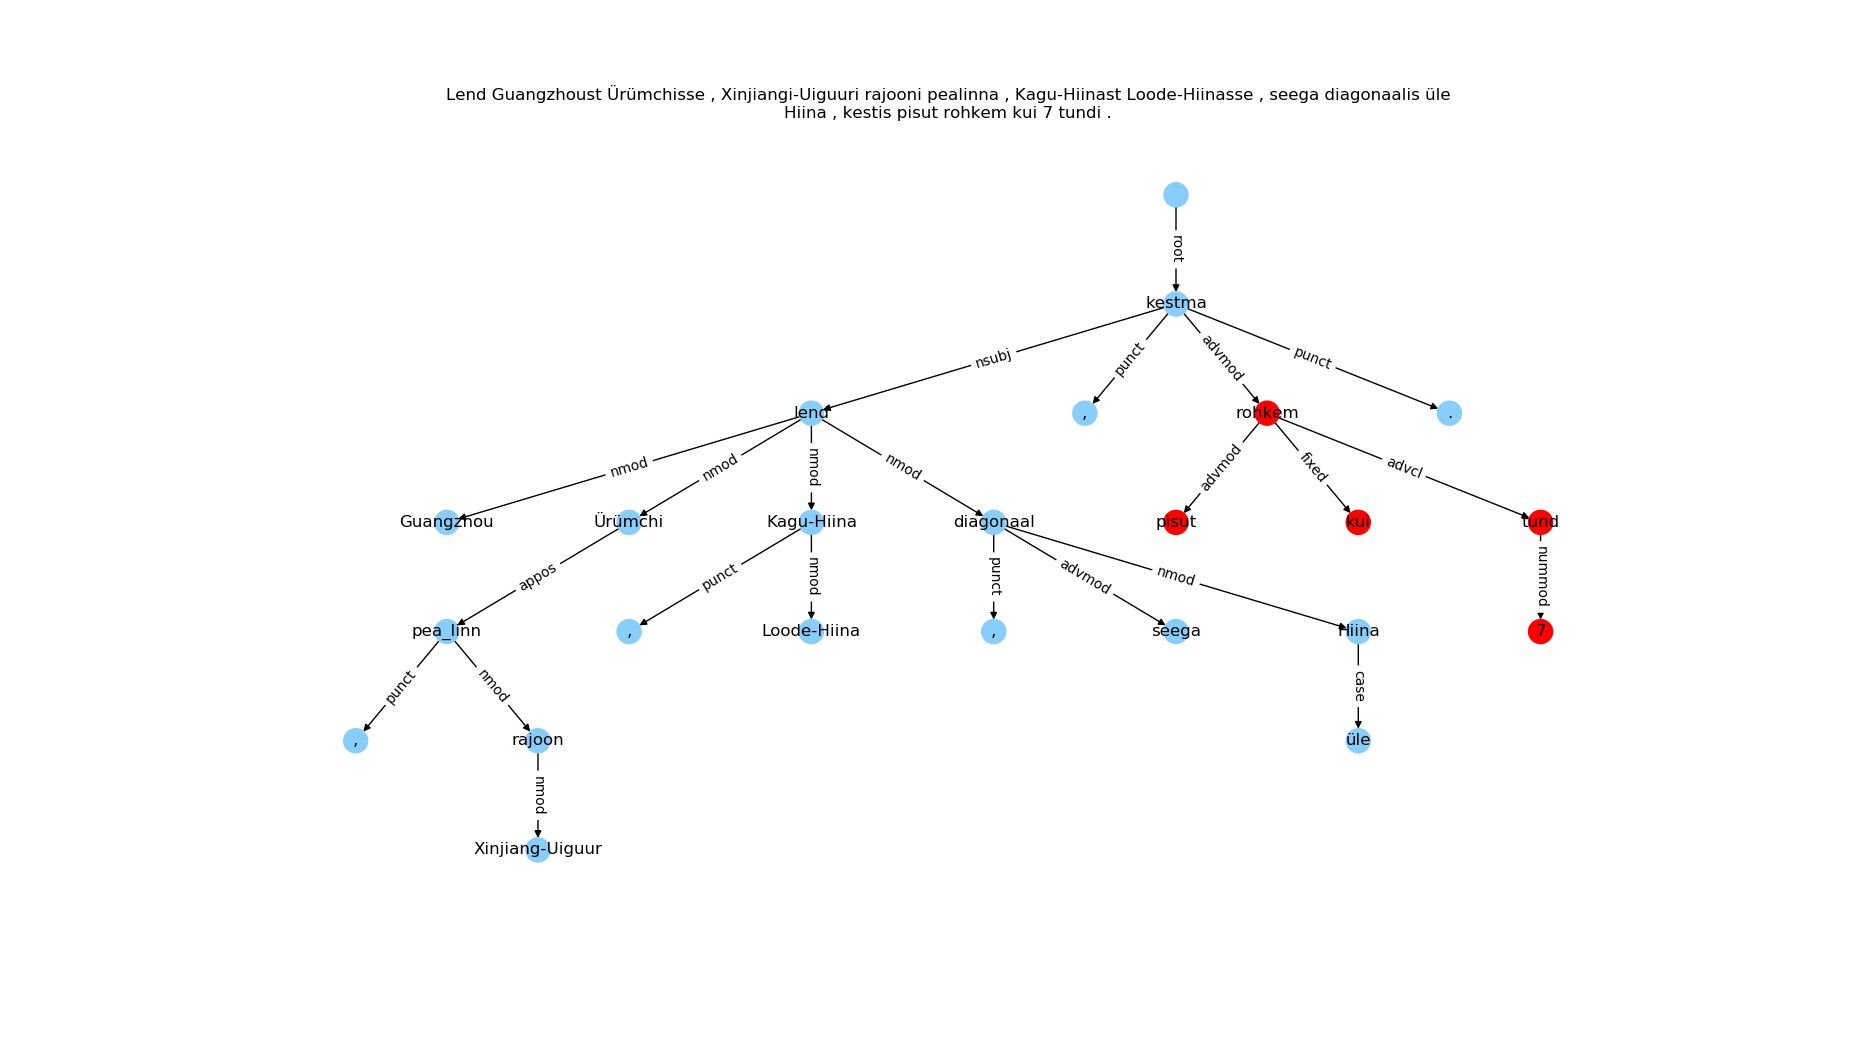 Lend Guangzhoust Ürümchisse , Xinjiangi-Uiguuri rajooni pealinna , Kagu-Hiinast Loode-Hiinasse , seega diagonaalis üle
Hiina , kestis pisut rohkem kui 7 tundi .
root
kestma
nsubj punct advmod punct
lend , rohkem .
nmod nmod nmod nmod advmod fixed advcl
Guangzhou Ürümchi Kagu-Hiina diagonaal pisut kui tund
appos punct nmod punct advmod nmod nummod
pea_linn , Loode-Hiina , seega Hiina 7
punct nmod case
, rajoon üle
nmod
Xinjiang-Uiguur